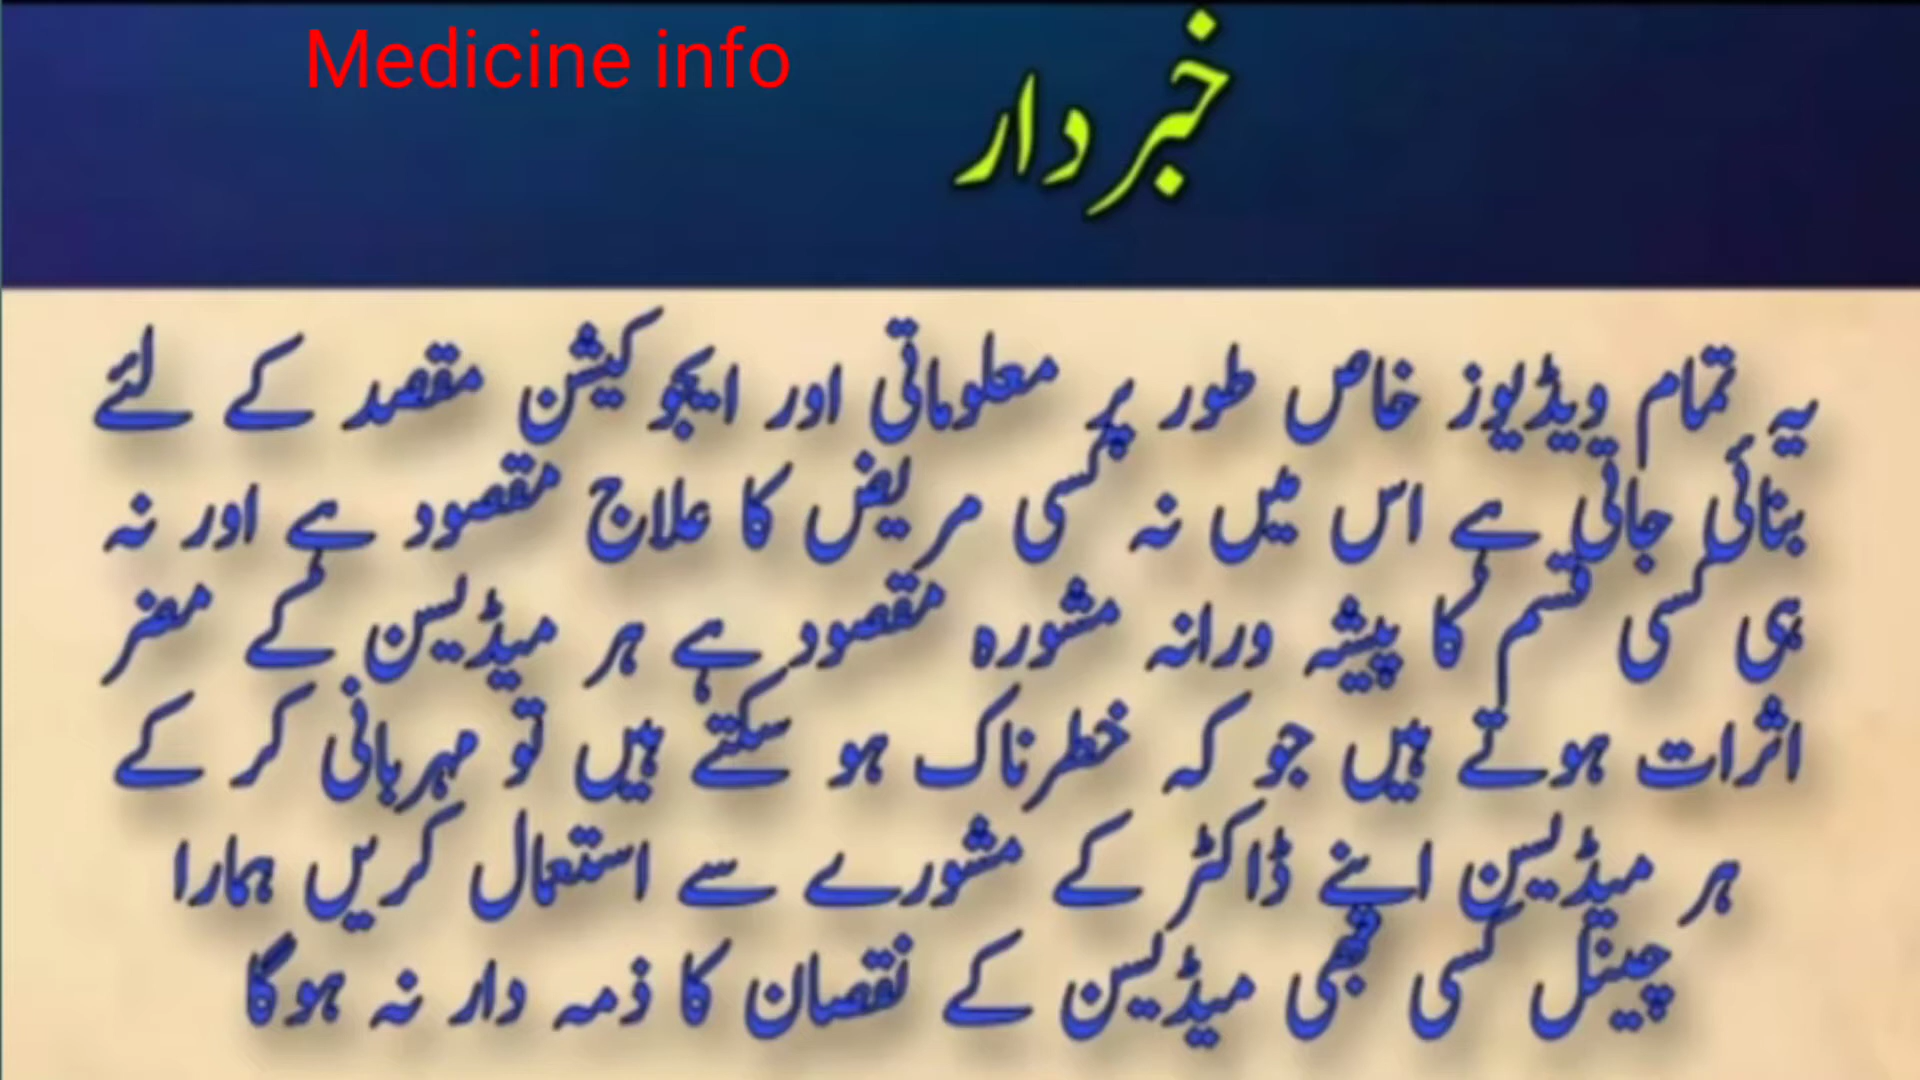 Medicine info
خبردار
یہ تمام ویڈیوز خاص طور پر معلوماتی اور ایجوکیشن مقصد کے لئے
بنائی جاتی ہے اس میں نہ کسی مریض کا علاج مقصود ہے اور نہ
ہی کسی قسم کا پیشہ ورانہ مشورہ مقصود ہے ہر میڈیسن کے مضر
اثرات ہوتے ہیں جو کہ خطرناک ہو سکتے ہیں تو مہربانی کر کے
ہر میڈیسن اپنے ڈاکٹر کے مشورے سے استعمال کریں ہمارا
چینل کسی بھی میڈیسن کے نقصان کا ذمہ دار نہ ہوگا